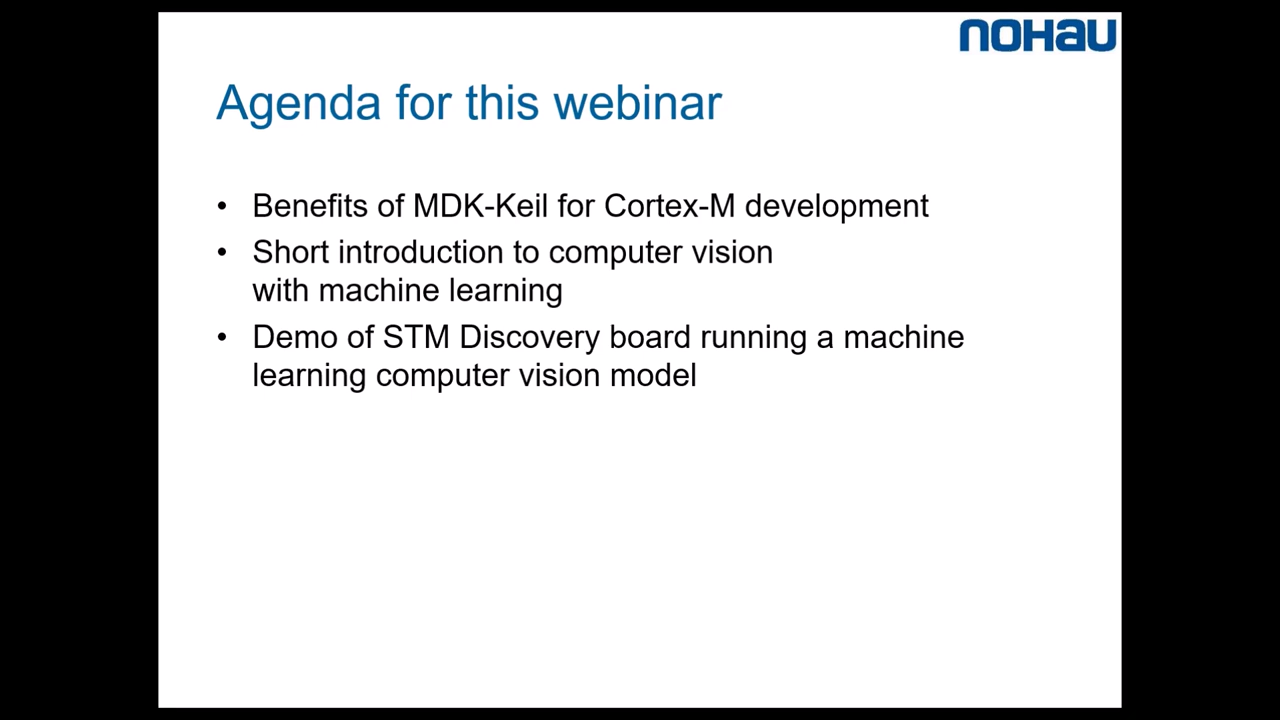 nohau
Agenda for this webinar
• Benefits of MDK-Keil for Cortex-M development
• Short introduction to computer vision
with machine learning
• Demo of STM Discovery board running a machine
learning computer vision model